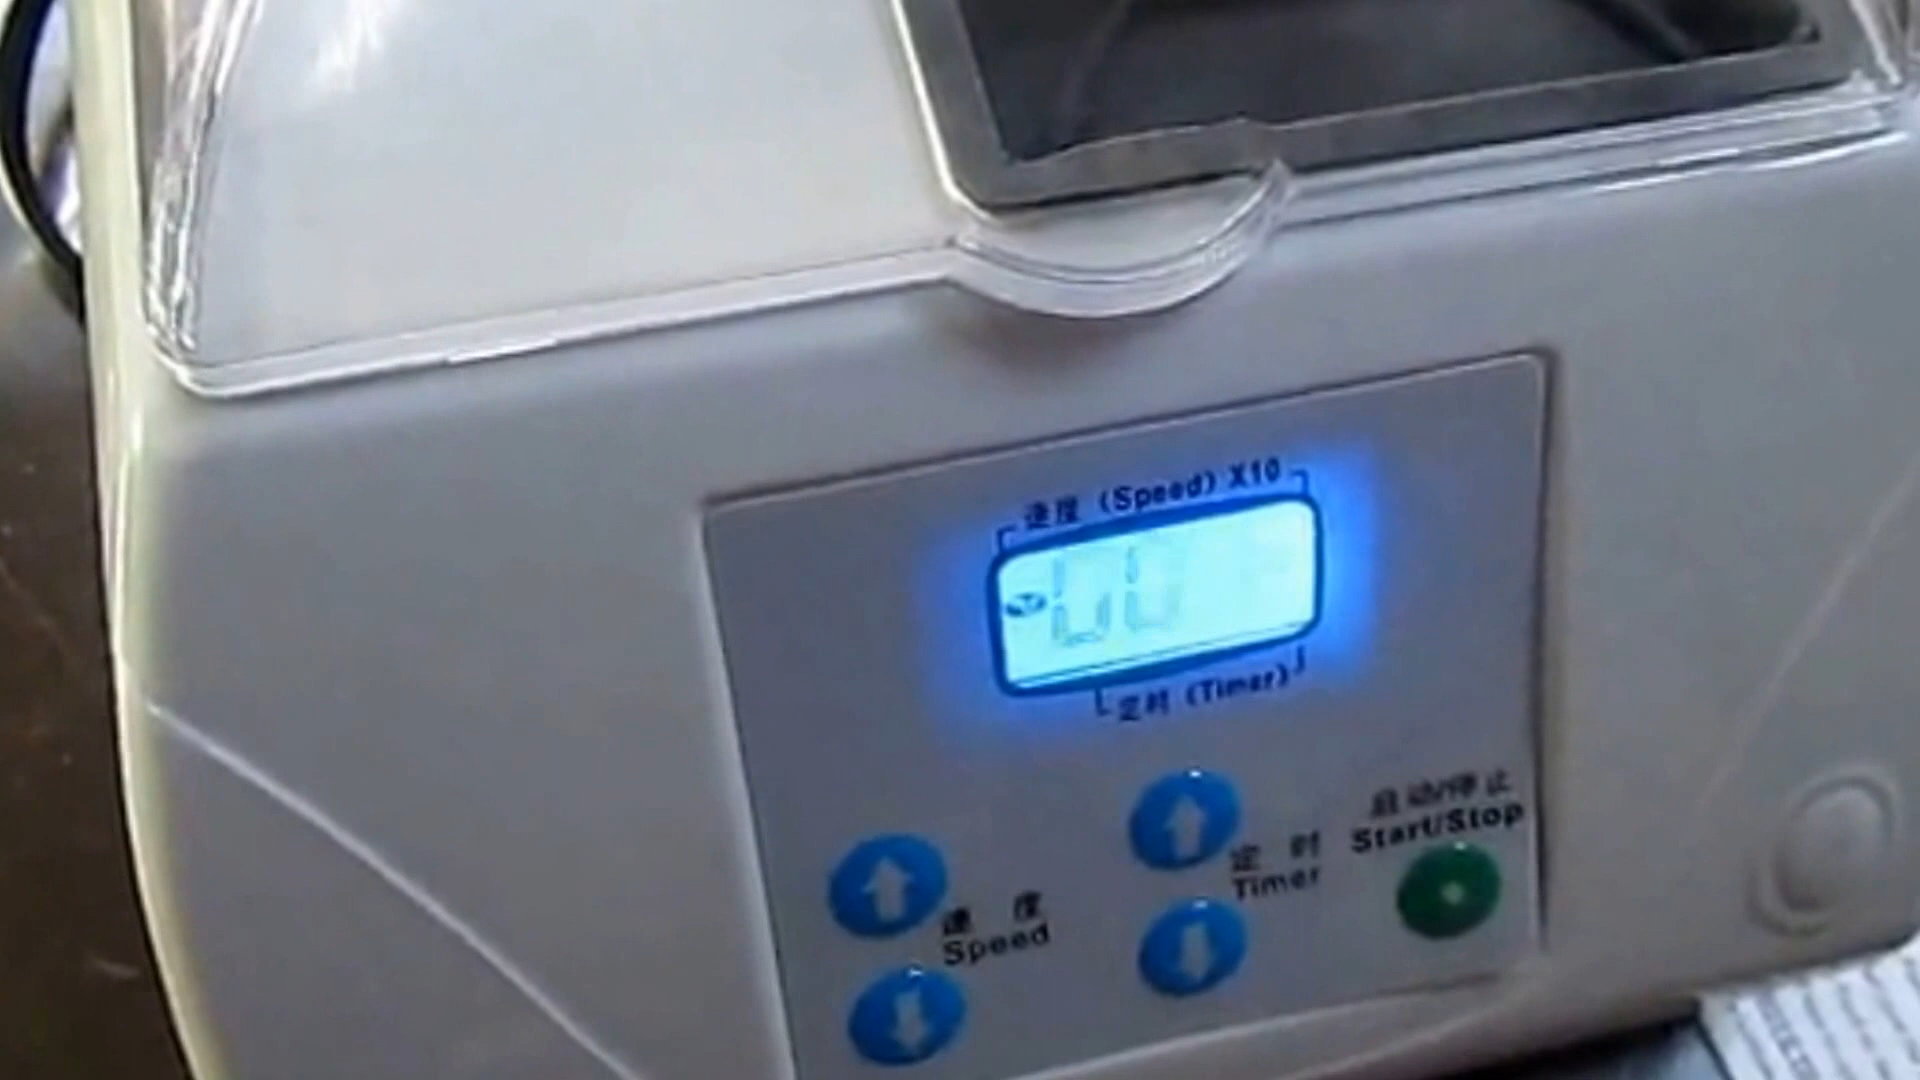 速度 (Speed) X10
定时 (Timer)
启动/停止
Start/Stop
定 时
Timer
速 度
Speed